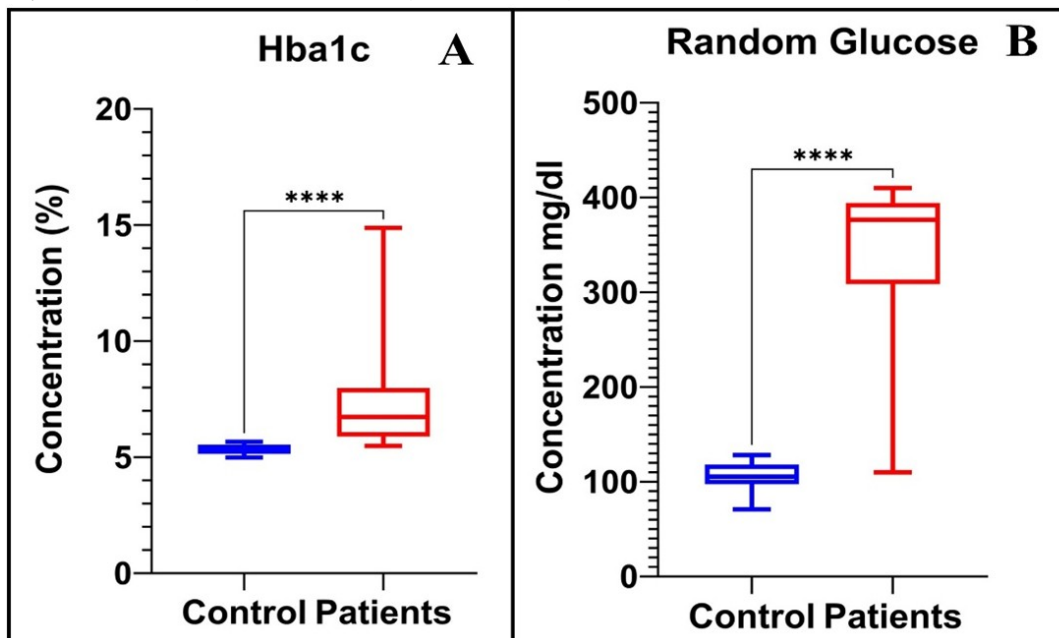 Hba1c
A
Concentration (%)
20
15
10
5
0
****
Control Patients
Random Glucose
B
Concentration mg/dl
500
400
300
200
100
0
****
Control Patients